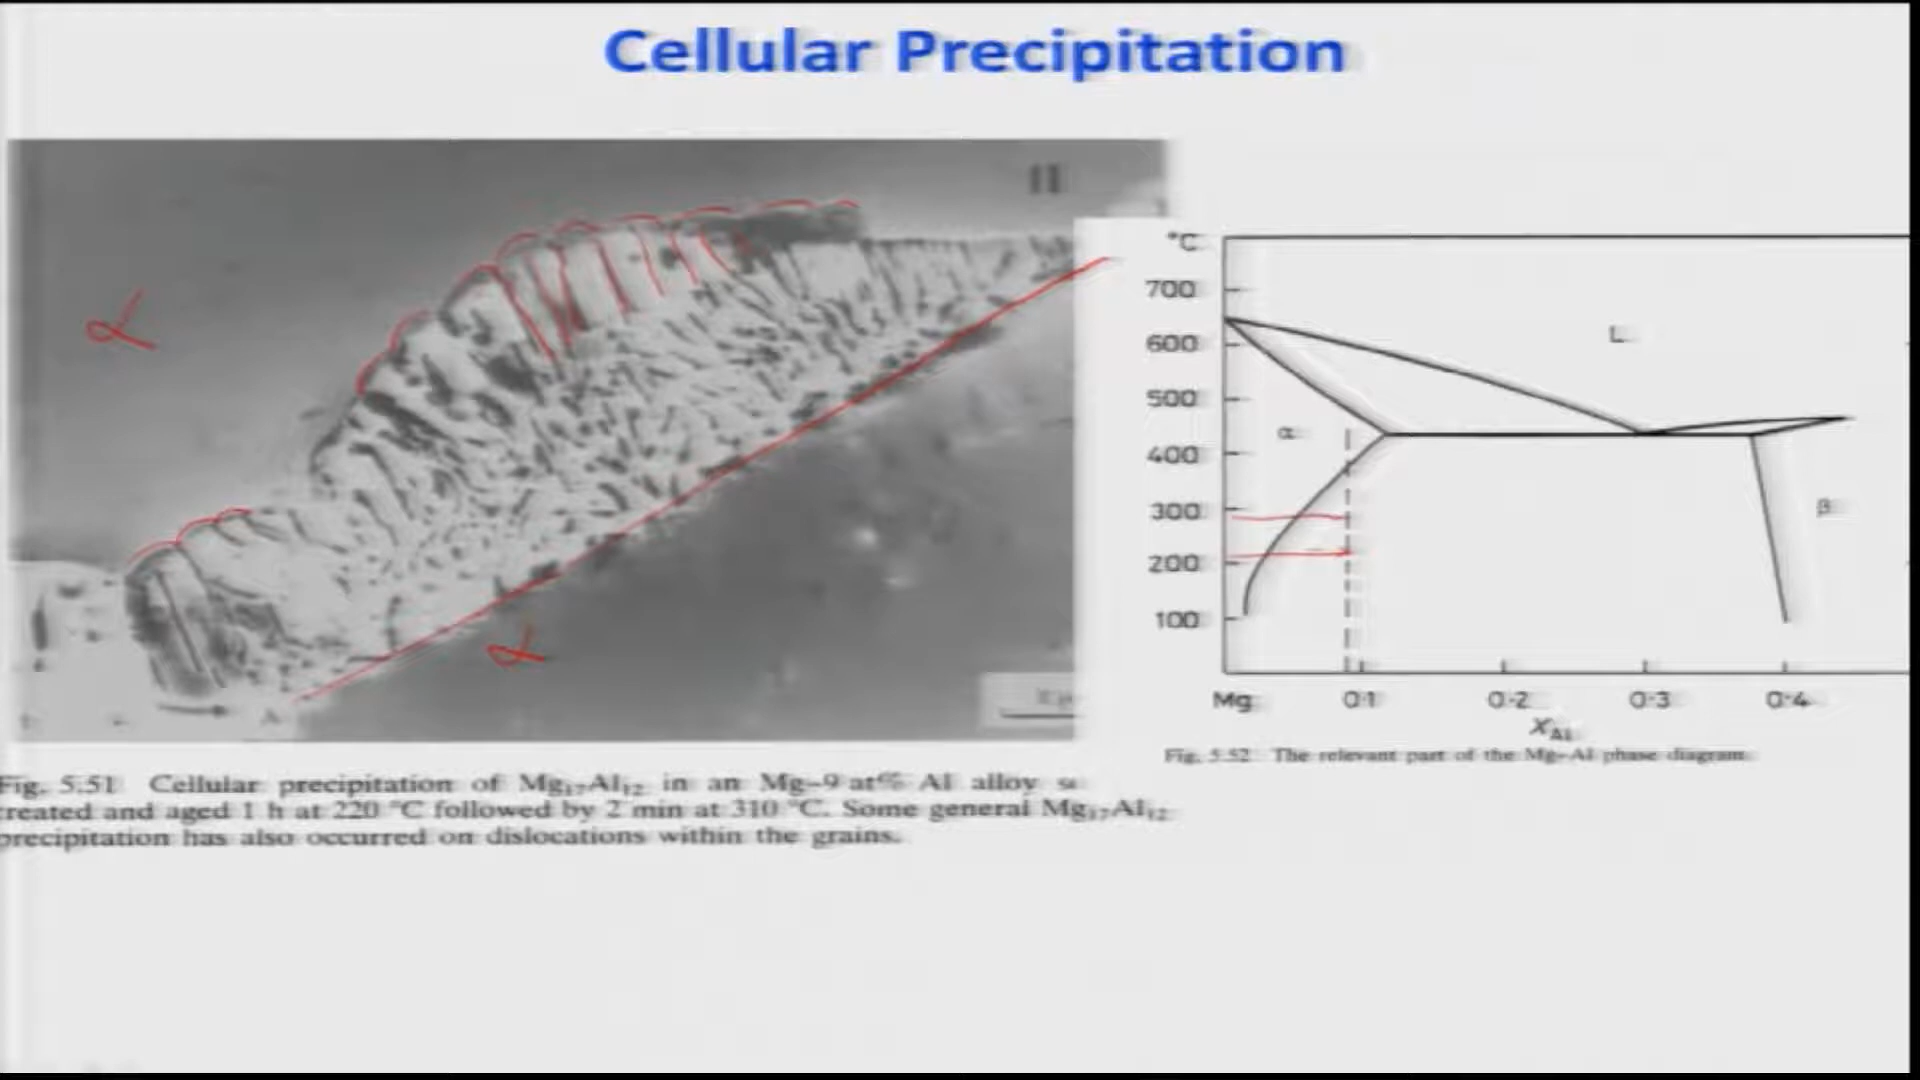 Cellular Precipitation
II
α
α
°C
700
600
500
400
300
200
100
L
α
β
Mg
0·1
0·2
0·3
0·4
X_Al
Fig. 5.52 The relevant part of the Mg–Al phase diagram.
Fig. 5.51 Cellular precipitation of Mg₁₇Al₁₂ in an Mg–9 at% Al alloy
treated and aged 1 h at 220 °C followed by 2 min at 310 °C. Some general Mg₁₇Al₁₂
precipitation has also occurred on dislocations within the grains.